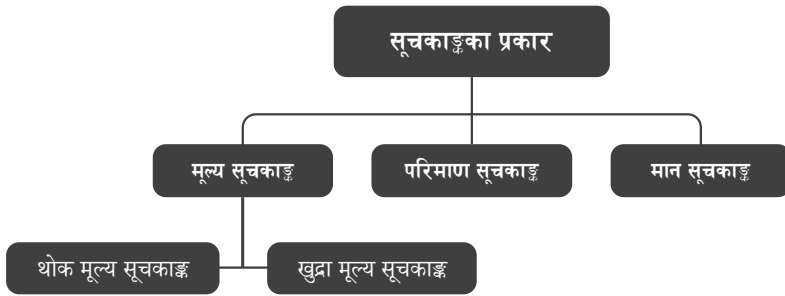 सूचकाङ्कका प्रकार
मूल्य सूचकाङ्क
परिमाण सूचकाङ्क
मान सूचकाङ्क
थोक मूल्य सूचकाङ्क
खुद्रा मूल्य सूचकाङ्क